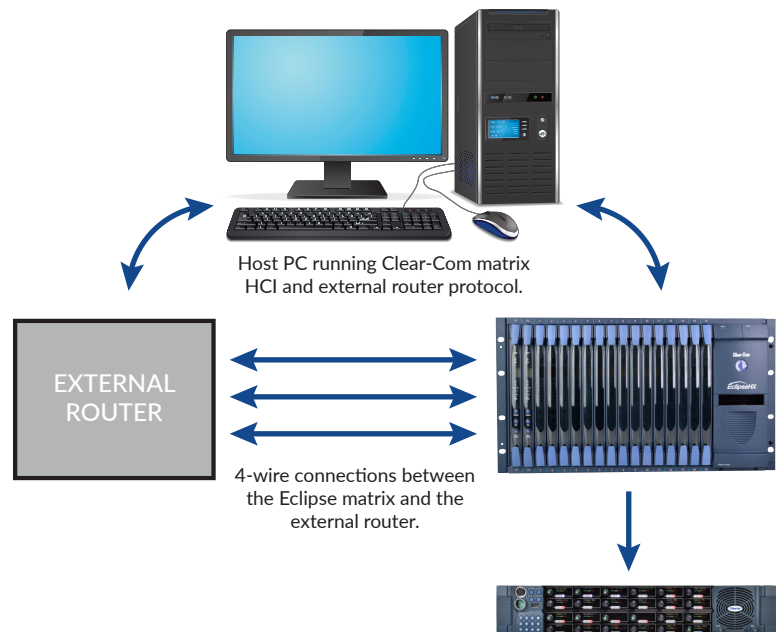 Host PC running Clear-Com matrix
HCI and external router protocol.
EXTERNAL
ROUTER
Clear-Com
EclipseHX
4-wire connections between
the Eclipse matrix and the
external router.